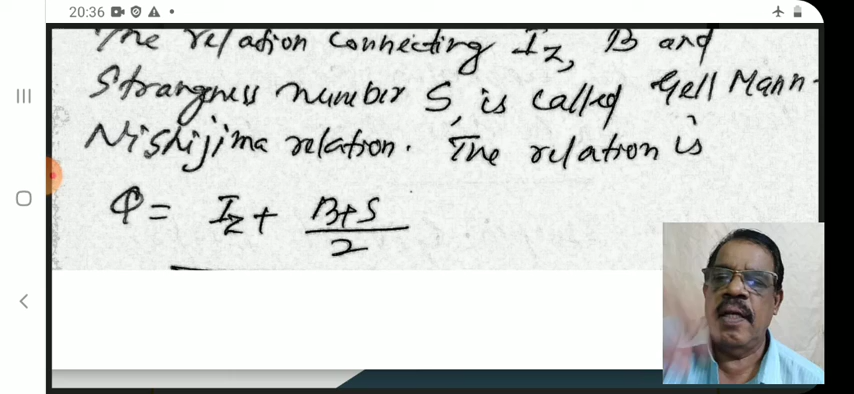 20:36
The relation connecting Iz, B and
Strangeness number S, is called Gell Mann-
Nishijima relation. The relation is
Q = Iz + B+S
2